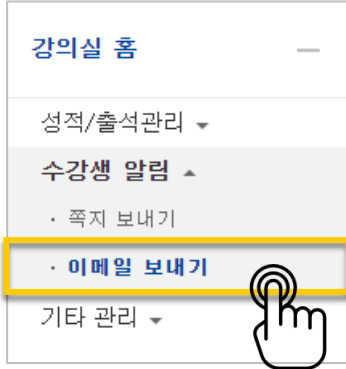 강의실 홈
성적/출석관리
수강생 알림
· 쪽지 보내기
· 이메일 보내기
기타 관리